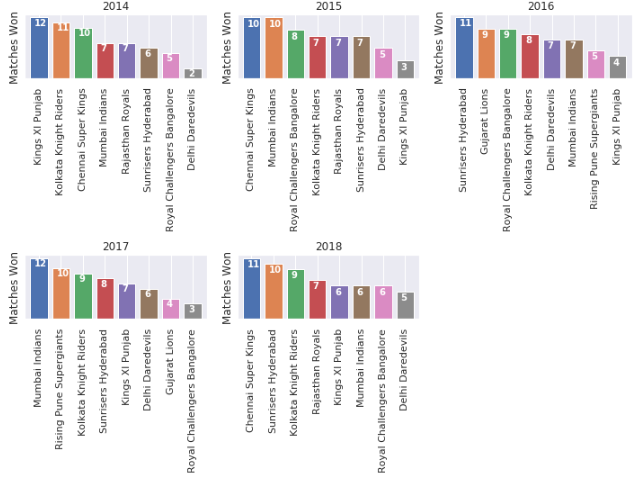 2014
Matches Won
12
11
10
7
7
6
5
2
Kings XI Punjab
Kolkata Knight Riders
Chennai Super Kings
Mumbai Indians
Rajasthan Royals
Sunrisers Hyderabad
Royal Challengers Bangalore
Delhi Daredevils
2015
Matches Won
10
10
8
7
7
7
5
3
Chennai Super Kings
Mumbai Indians
Royal Challengers Bangalore
Kolkata Knight Riders
Rajasthan Royals
Sunrisers Hyderabad
Delhi Daredevils
Kings XI Punjab
2016
Matches Won
11
9
9
8
7
7
5
4
Sunrisers Hyderabad
Gujarat Lions
Royal Challengers Bangalore
Kolkata Knight Riders
Delhi Daredevils
Mumbai Indians
Rising Pune Supergiants
Kings XI Punjab
2017
Matches Won
12
10
9
8
7
6
4
3
Mumbai Indians
Rising Pune Supergiants
Kolkata Knight Riders
Sunrisers Hyderabad
Kings XI Punjab
Delhi Daredevils
Gujarat Lions
Royal Challengers Bangalore
2018
Matches Won
11
10
9
7
6
6
6
5
Chennai Super Kings
Sunrisers Hyderabad
Kolkata Knight Riders
Rajasthan Royals
Kings XI Punjab
Mumbai Indians
Royal Challengers Bangalore
Delhi Daredevils